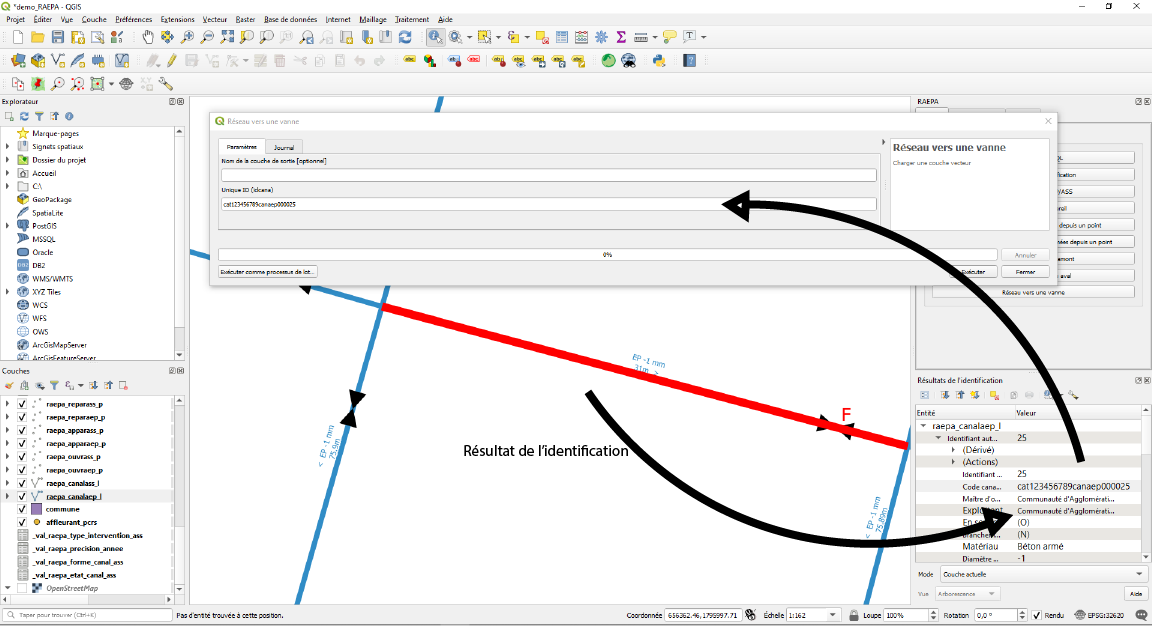 *demo_RAEPA - QGIS
Projet Éditer Vue Couche Préférences Extensions Vecteur Raster Base de données Internet Maillage Traitement Aide
Explorateur
Marque-pages
Signets spatiaux
Dossier du projet
Accueil
C:\
GeoPackage
SpatiaLite
PostGIS
MSSQL
Oracle
DB2
WMS/WMTS
XYZ Tiles
WCS
WFS
OWS
ArcGisMapServer
ArcGisFeatureServer
Couches
raepa_reparass_p
raepa_reparaep_p
raepa_apparass_p
raepa_apparaep_p
raepa_ouvrass_p
raepa_ouvraep_p
raepa_canalass_l
raepa_canalaep_l
commune
affleurant_pcrs
_val_raepa_type_intervention_ass
_val_raepa_precision_annee
_val_raepa_forme_canal_ass
_val_raepa_etat_canal_ass
OpenStreetMap
Réseau vers une vanne
Paramètres Journal
Nom de la couche de sortie [optionnel]
Unique ID (idcana)
cat123456789canaep000025
Réseau vers une vanne
Charger une couche vecteur
0%
Annuler
Exécuter comme processus de lot...
Exécuter
Fermer
EP -1 mm
31m
F
< EP -1 mm
75.9m
< EP -1 mm
75.89m
Résultat de l'identification
RAEPA
depuis un point
depuis un point
aval
Réseau vers une vanne
Résultats de l'identification
Entité Valeur
raepa_canalaep_l
Identifiant aut... 25
(Dérivé)
(Actions)
Identifiant ... 25
Code cana... cat123456789canaep000025
Maître d'o... Communauté d'Agglomérati...
Exploitant Communauté d'Agglomérati...
En se (O)
(N)
Matériau Béton armé
Diamètre ... -1
Mode Couche actuelle
Vue Arborescence Aide
Taper pour trouver (Ctrl+K)
Pas d'entité trouvée à cette position.
Coordonnée 656362.46,1795997.71 Échelle 1:162 Loupe 100% Rotation 0,0 ° Rendu EPSG:32620